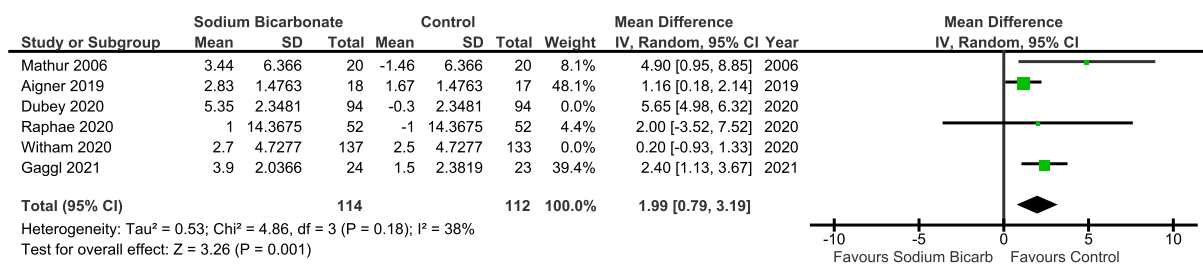 Sodium Bicarbonate Control Mean Difference Mean Difference
Study or Subgroup Mean SD Total Mean SD Total Weight IV, Random, 95% CI Year IV, Random, 95% CI
Mathur 2006 3.44 6.366 20 -1.46 6.366 20 8.1% 4.90 [0.95, 8.85] 2006
Aigner 2019 2.83 1.4763 18 1.67 1.4763 17 48.1% 1.16 [0.18, 2.14] 2019
Dubey 2020 5.35 2.3481 94 -0.3 2.3481 94 0.0% 5.65 [4.98, 6.32] 2020
Raphae 2020 1 14.3675 52 -1 14.3675 52 4.4% 2.00 [-3.52, 7.52] 2020
Witham 2020 2.7 4.7277 137 2.5 4.7277 133 0.0% 0.20 [-0.93, 1.33] 2020
Gaggl 2021 3.9 2.0366 24 1.5 2.3819 23 39.4% 2.40 [1.13, 3.67] 2021
Total (95% CI) 114 112 100.0% 1.99 [0.79, 3.19]
Heterogeneity: Tau² = 0.53; Chi² = 4.86, df = 3 (P = 0.18); I² = 38%
Test for overall effect: Z = 3.26 (P = 0.001)
-10 -5 0 5 10
Favours Sodium Bicarb Favours Control